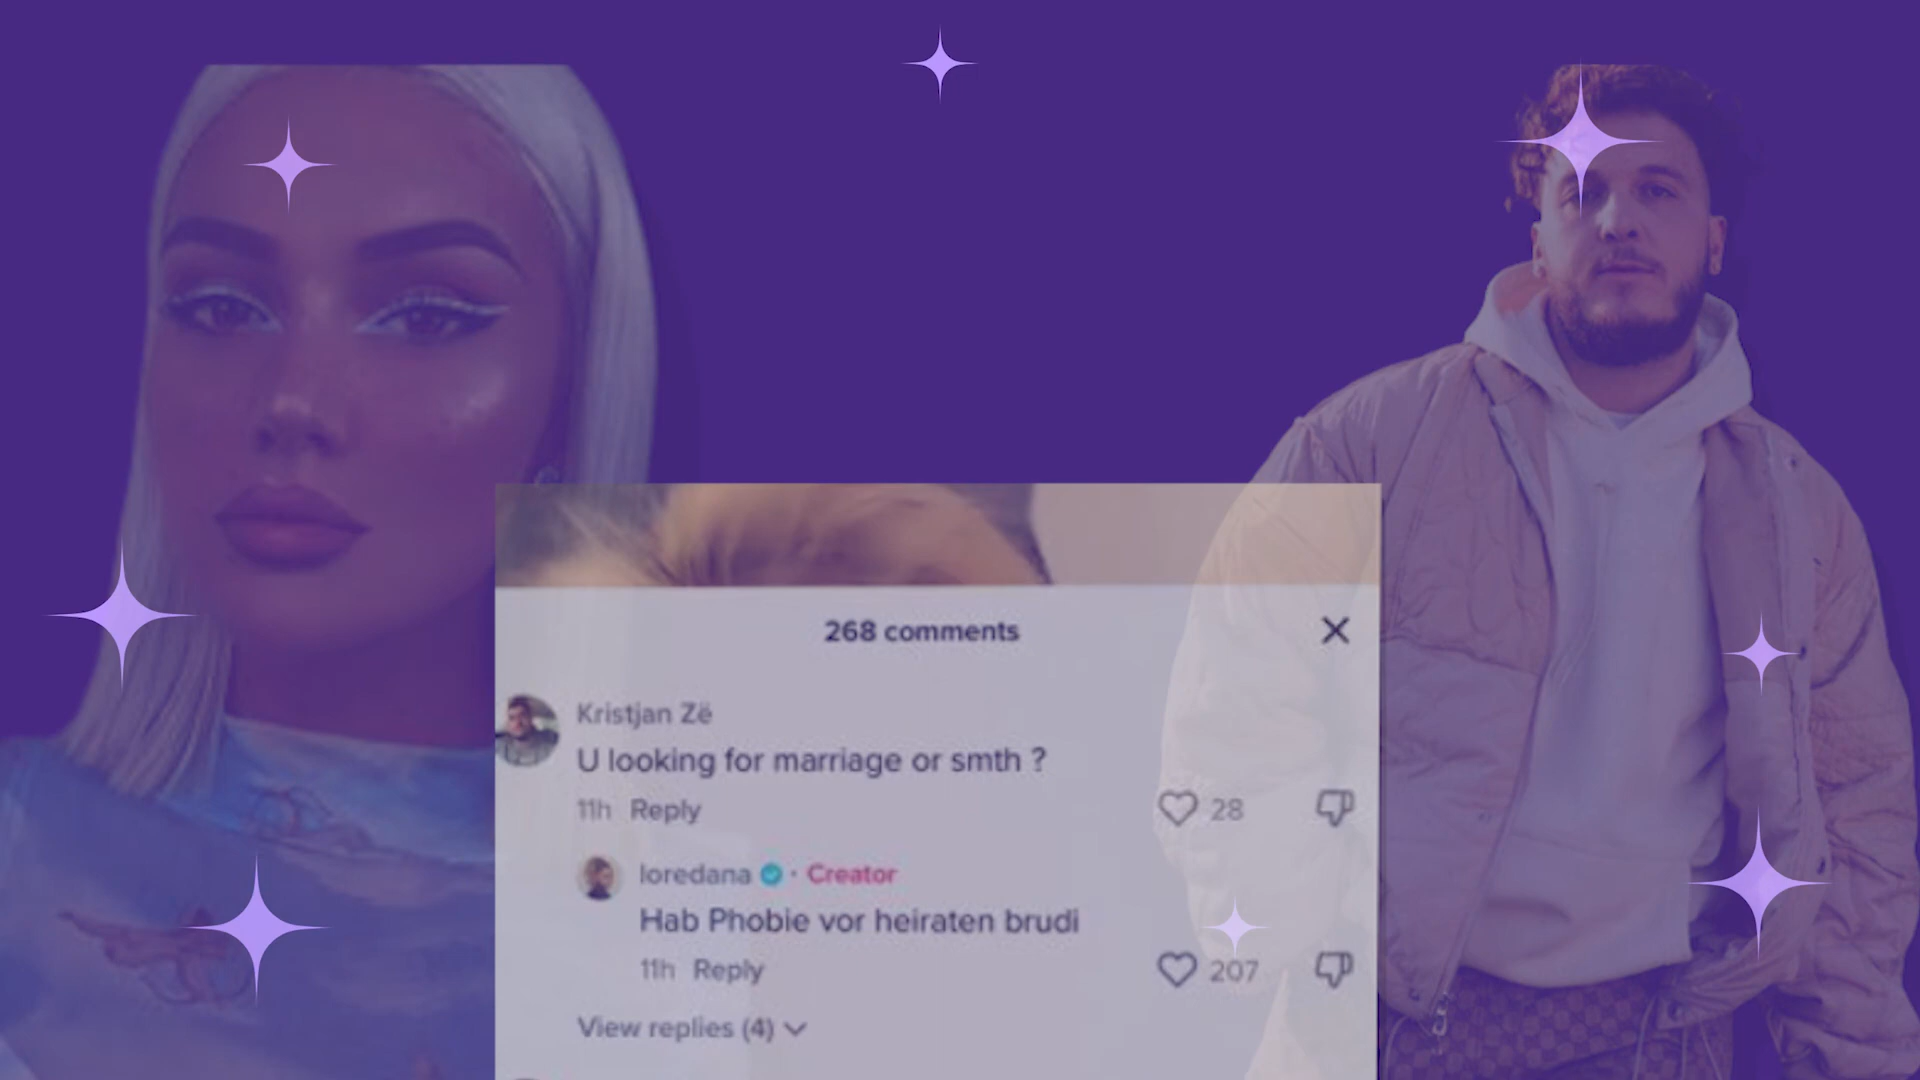 268 comments
Kristjan Zë
U looking for marriage or smth ?
11h Reply
28
loredana · Creator
Hab Phobie vor heiraten brudi
11h Reply
207
View replies (4)